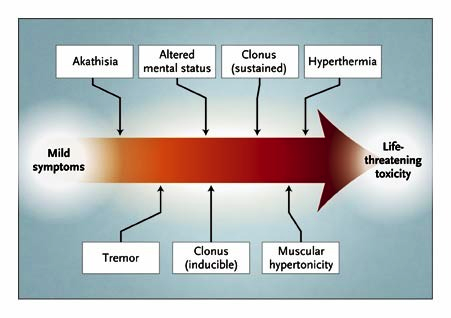 Akathisia
Altered
mental status
Clonus
(sustained)
Hyperthermia
Mild
symptoms
Life-
threatening
toxicity
Tremor
Clonus
(inducible)
Muscular
hypertonicity